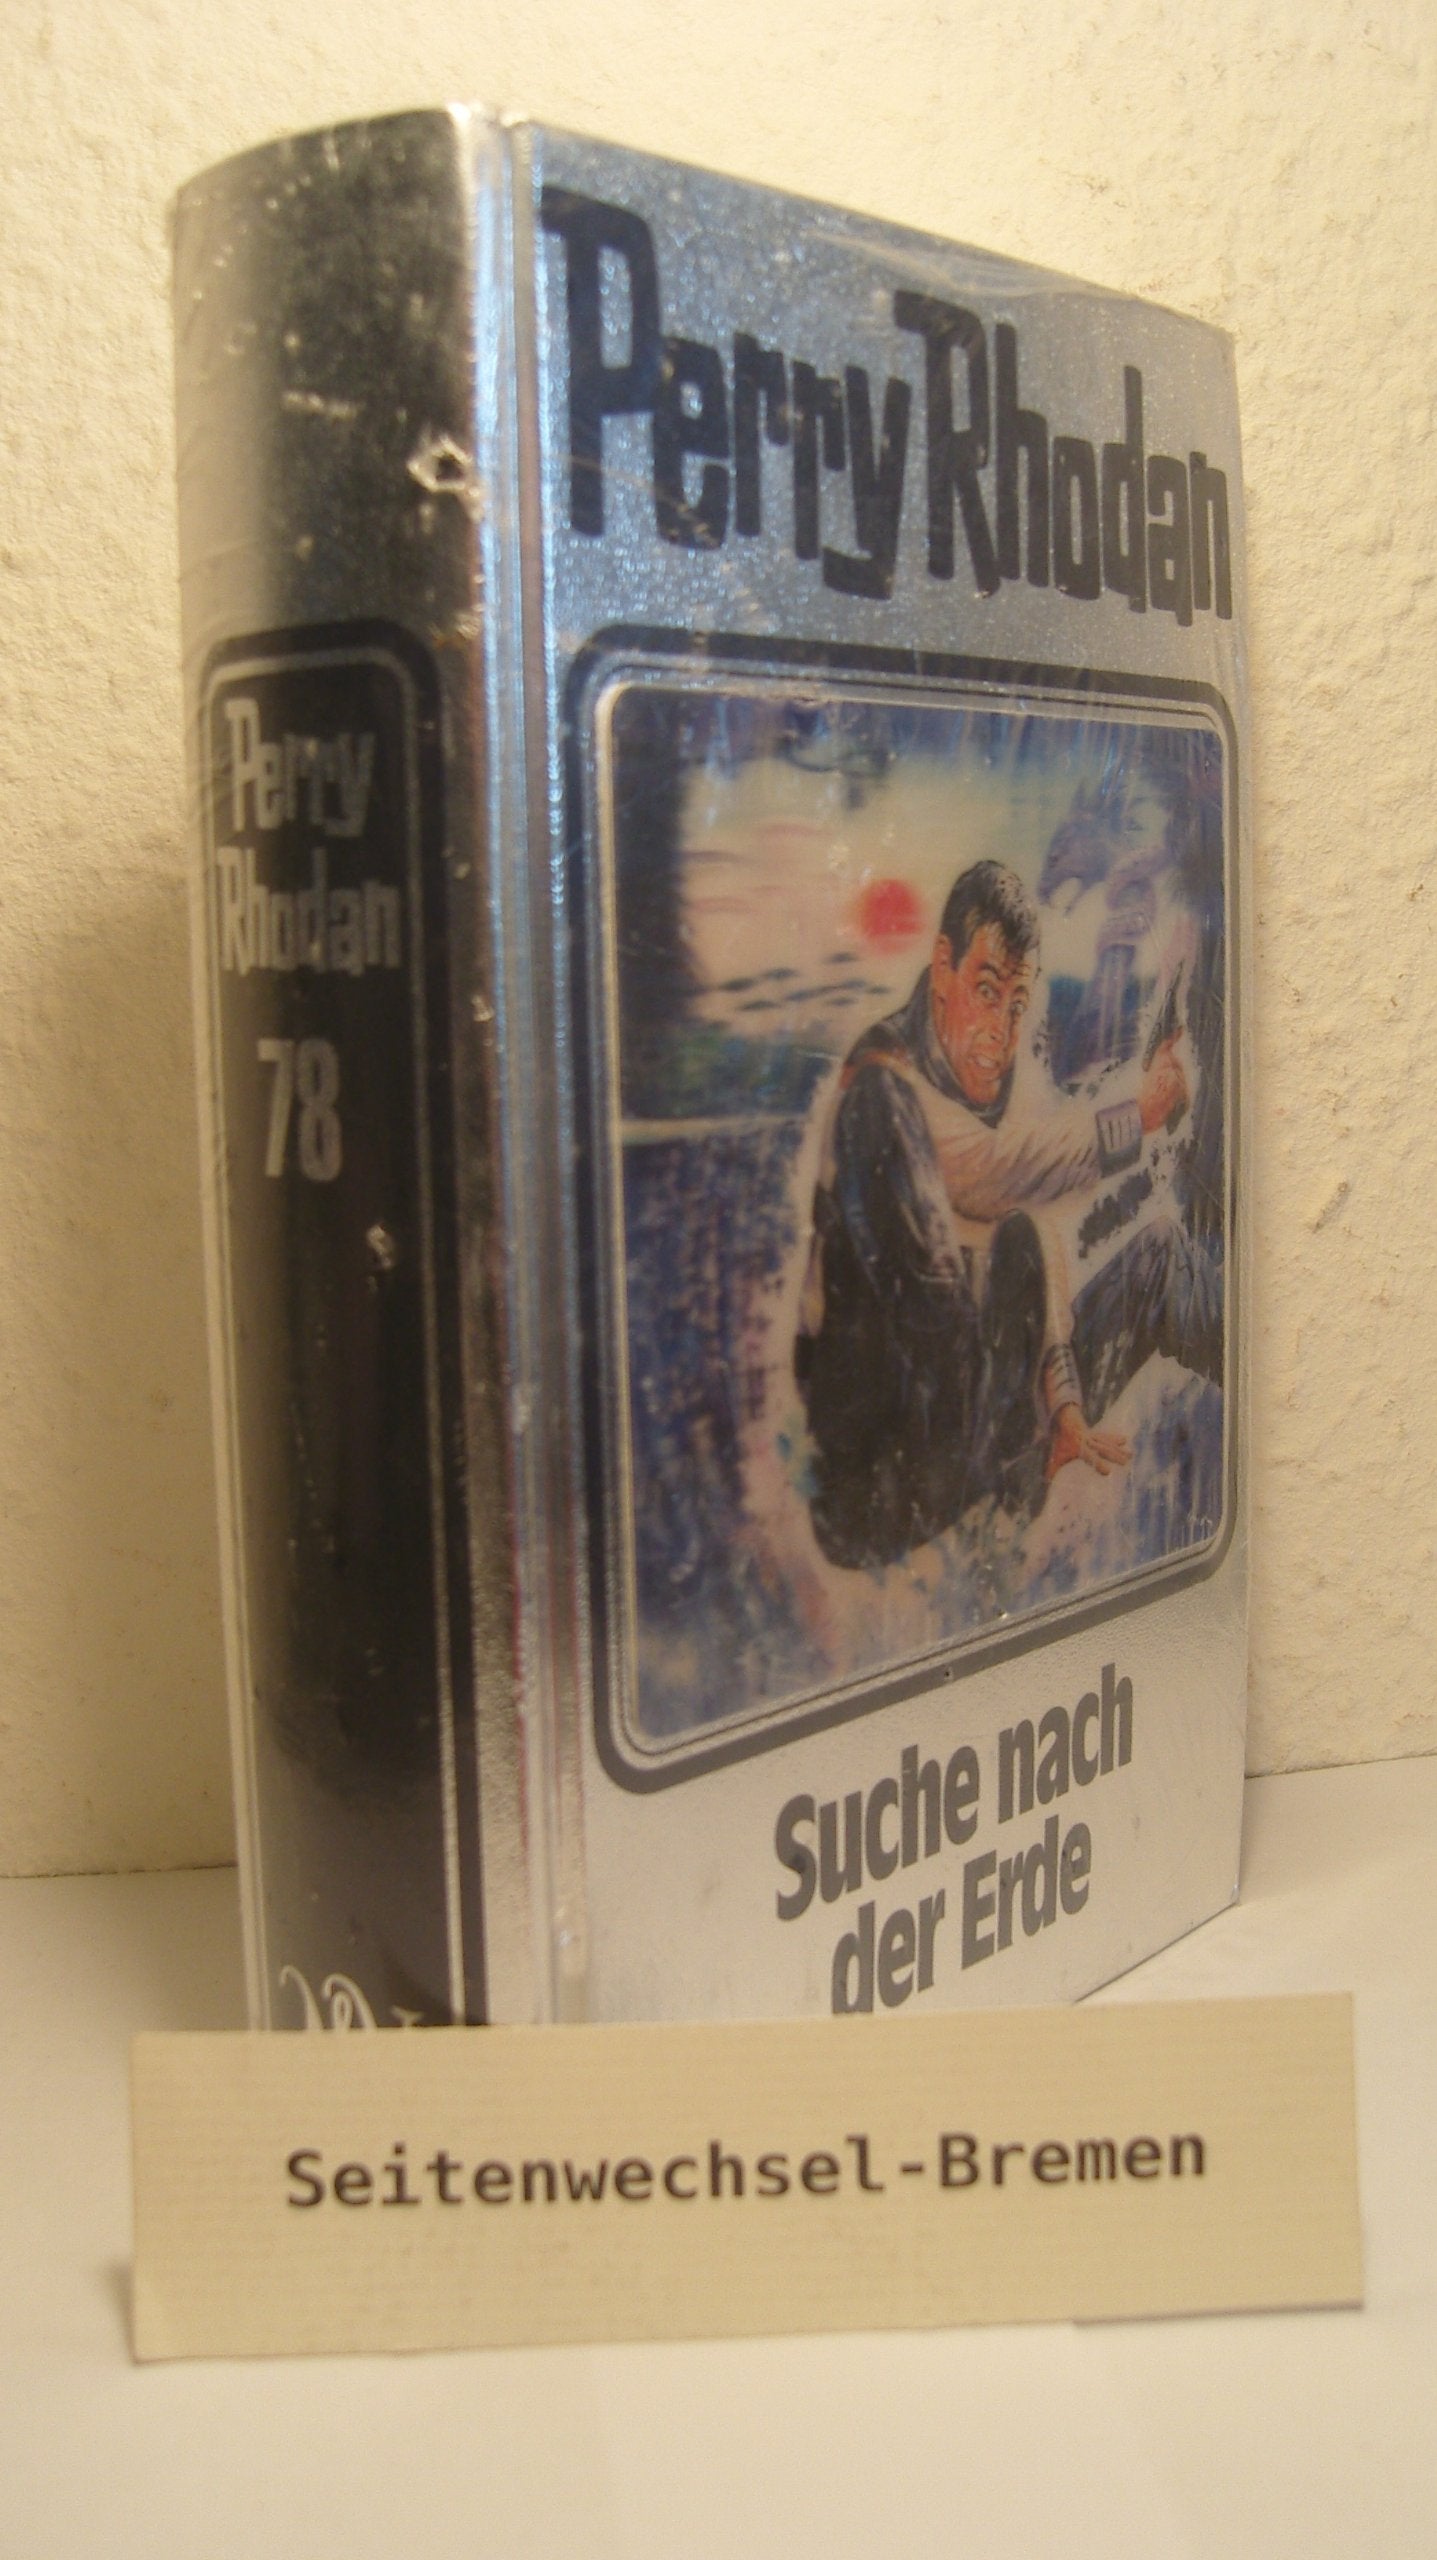 Perry Rhodan
Perry
Rhodan
78
Suche nach
der Erde
Seitenwechsel-Bremen